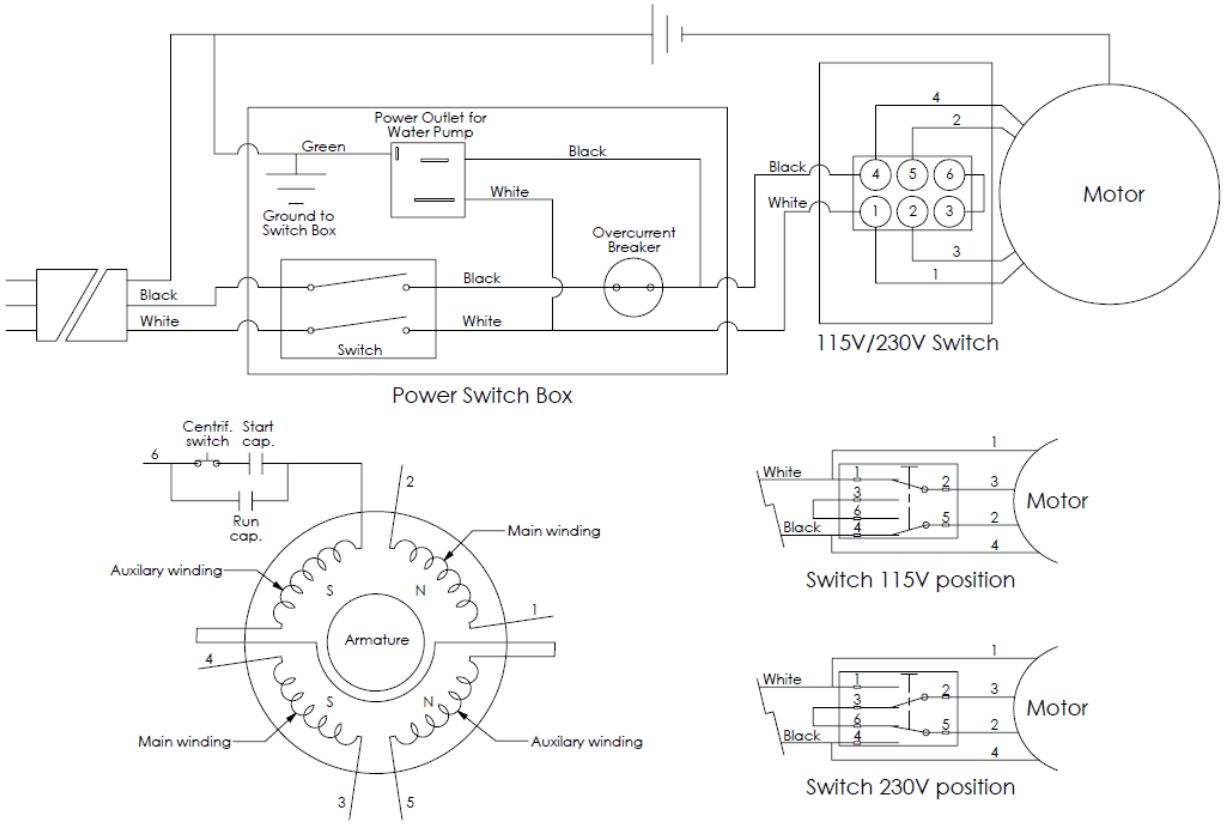 4
2
Power Outlet for
Water Pump
Green
Black
Black
4
5
6
Motor
White
White
1
2
3
Ground to
Switch Box
Overcurrent
Breaker
3
Black
Black
1
White
White
Switch
115V/230V Switch
Power Switch Box
Centrif.
switch
Start
cap.
6
Run
cap.
2
Main winding
Auxilary winding
S
N
1
Armature
4
S
N
Main winding
Auxilary winding
3
5
1
White
1
2
3
3
Motor
6
Black
4
5
2
4
Switch 115V position
1
White
1
2
3
3
Motor
6
5
2
Black
4
4
Switch 230V position